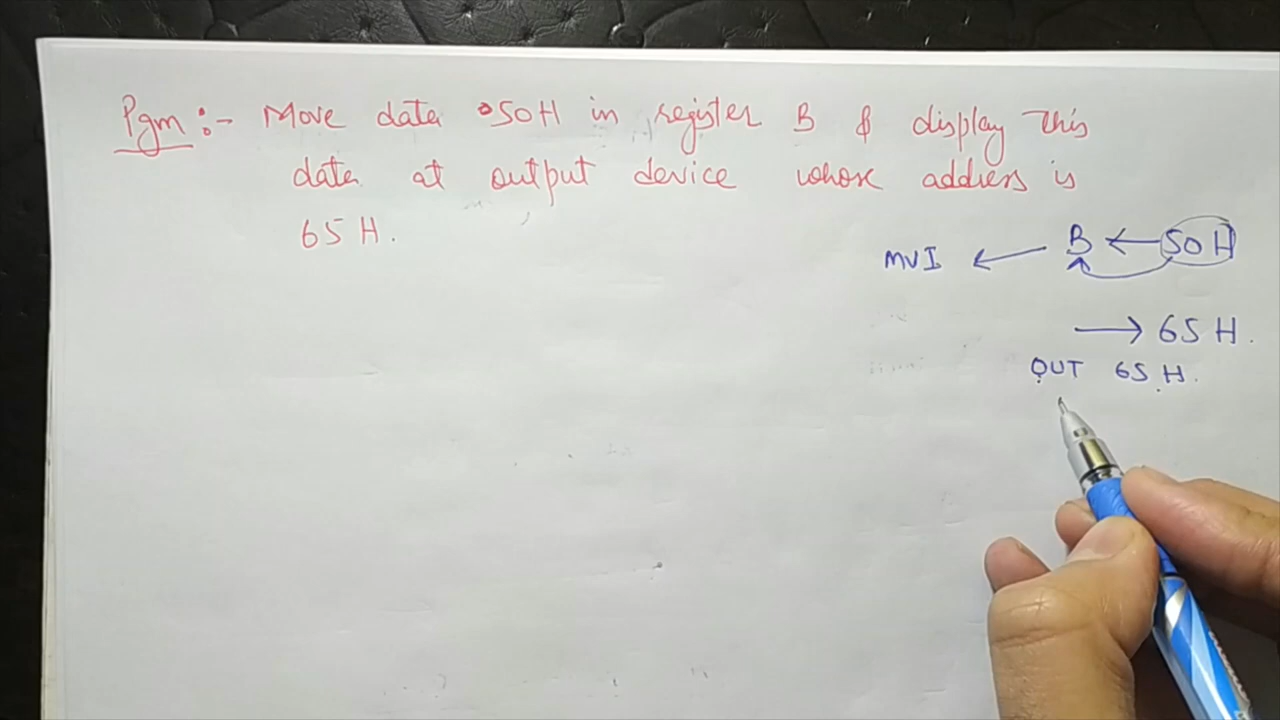 Pgm :- Move data 50H in register B & display this
data at output device whose address is
65 H.
MVI ← B ← 50H
→ 65 H.
OUT 65 H.